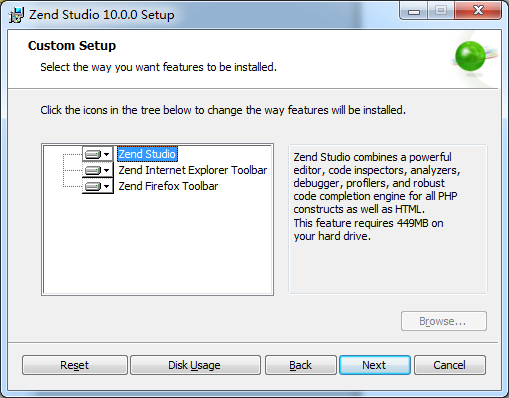 Zend Studio 10.0.0 Setup
Custom Setup
Select the way you want features to be installed.
Click the icons in the tree below to change the way features will be installed.
Zend Studio
Zend Internet Explorer Toolbar
Zend Firefox Toolbar
Zend Studio combines a powerful
editor, code inspectors, analyzers,
debugger, profilers, and robust
code completion engine for all PHP
constructs as well as HTML.
This feature requires 449MB on
your hard drive.
Browse...
Reset
Disk Usage
Back
Next
Cancel